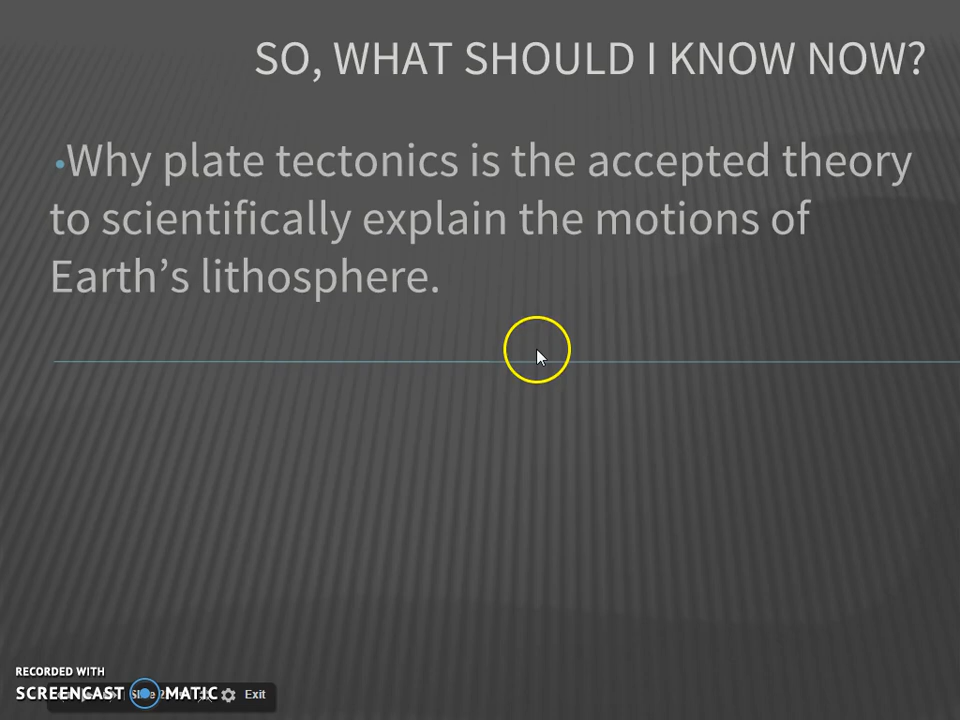 SO, WHAT SHOULD I KNOW NOW?
•Why plate tectonics is the accepted theory
to scientifically explain the motions of
Earth’s lithosphere.
RECORDED WITH
SCREENCAST MATIC
Exit